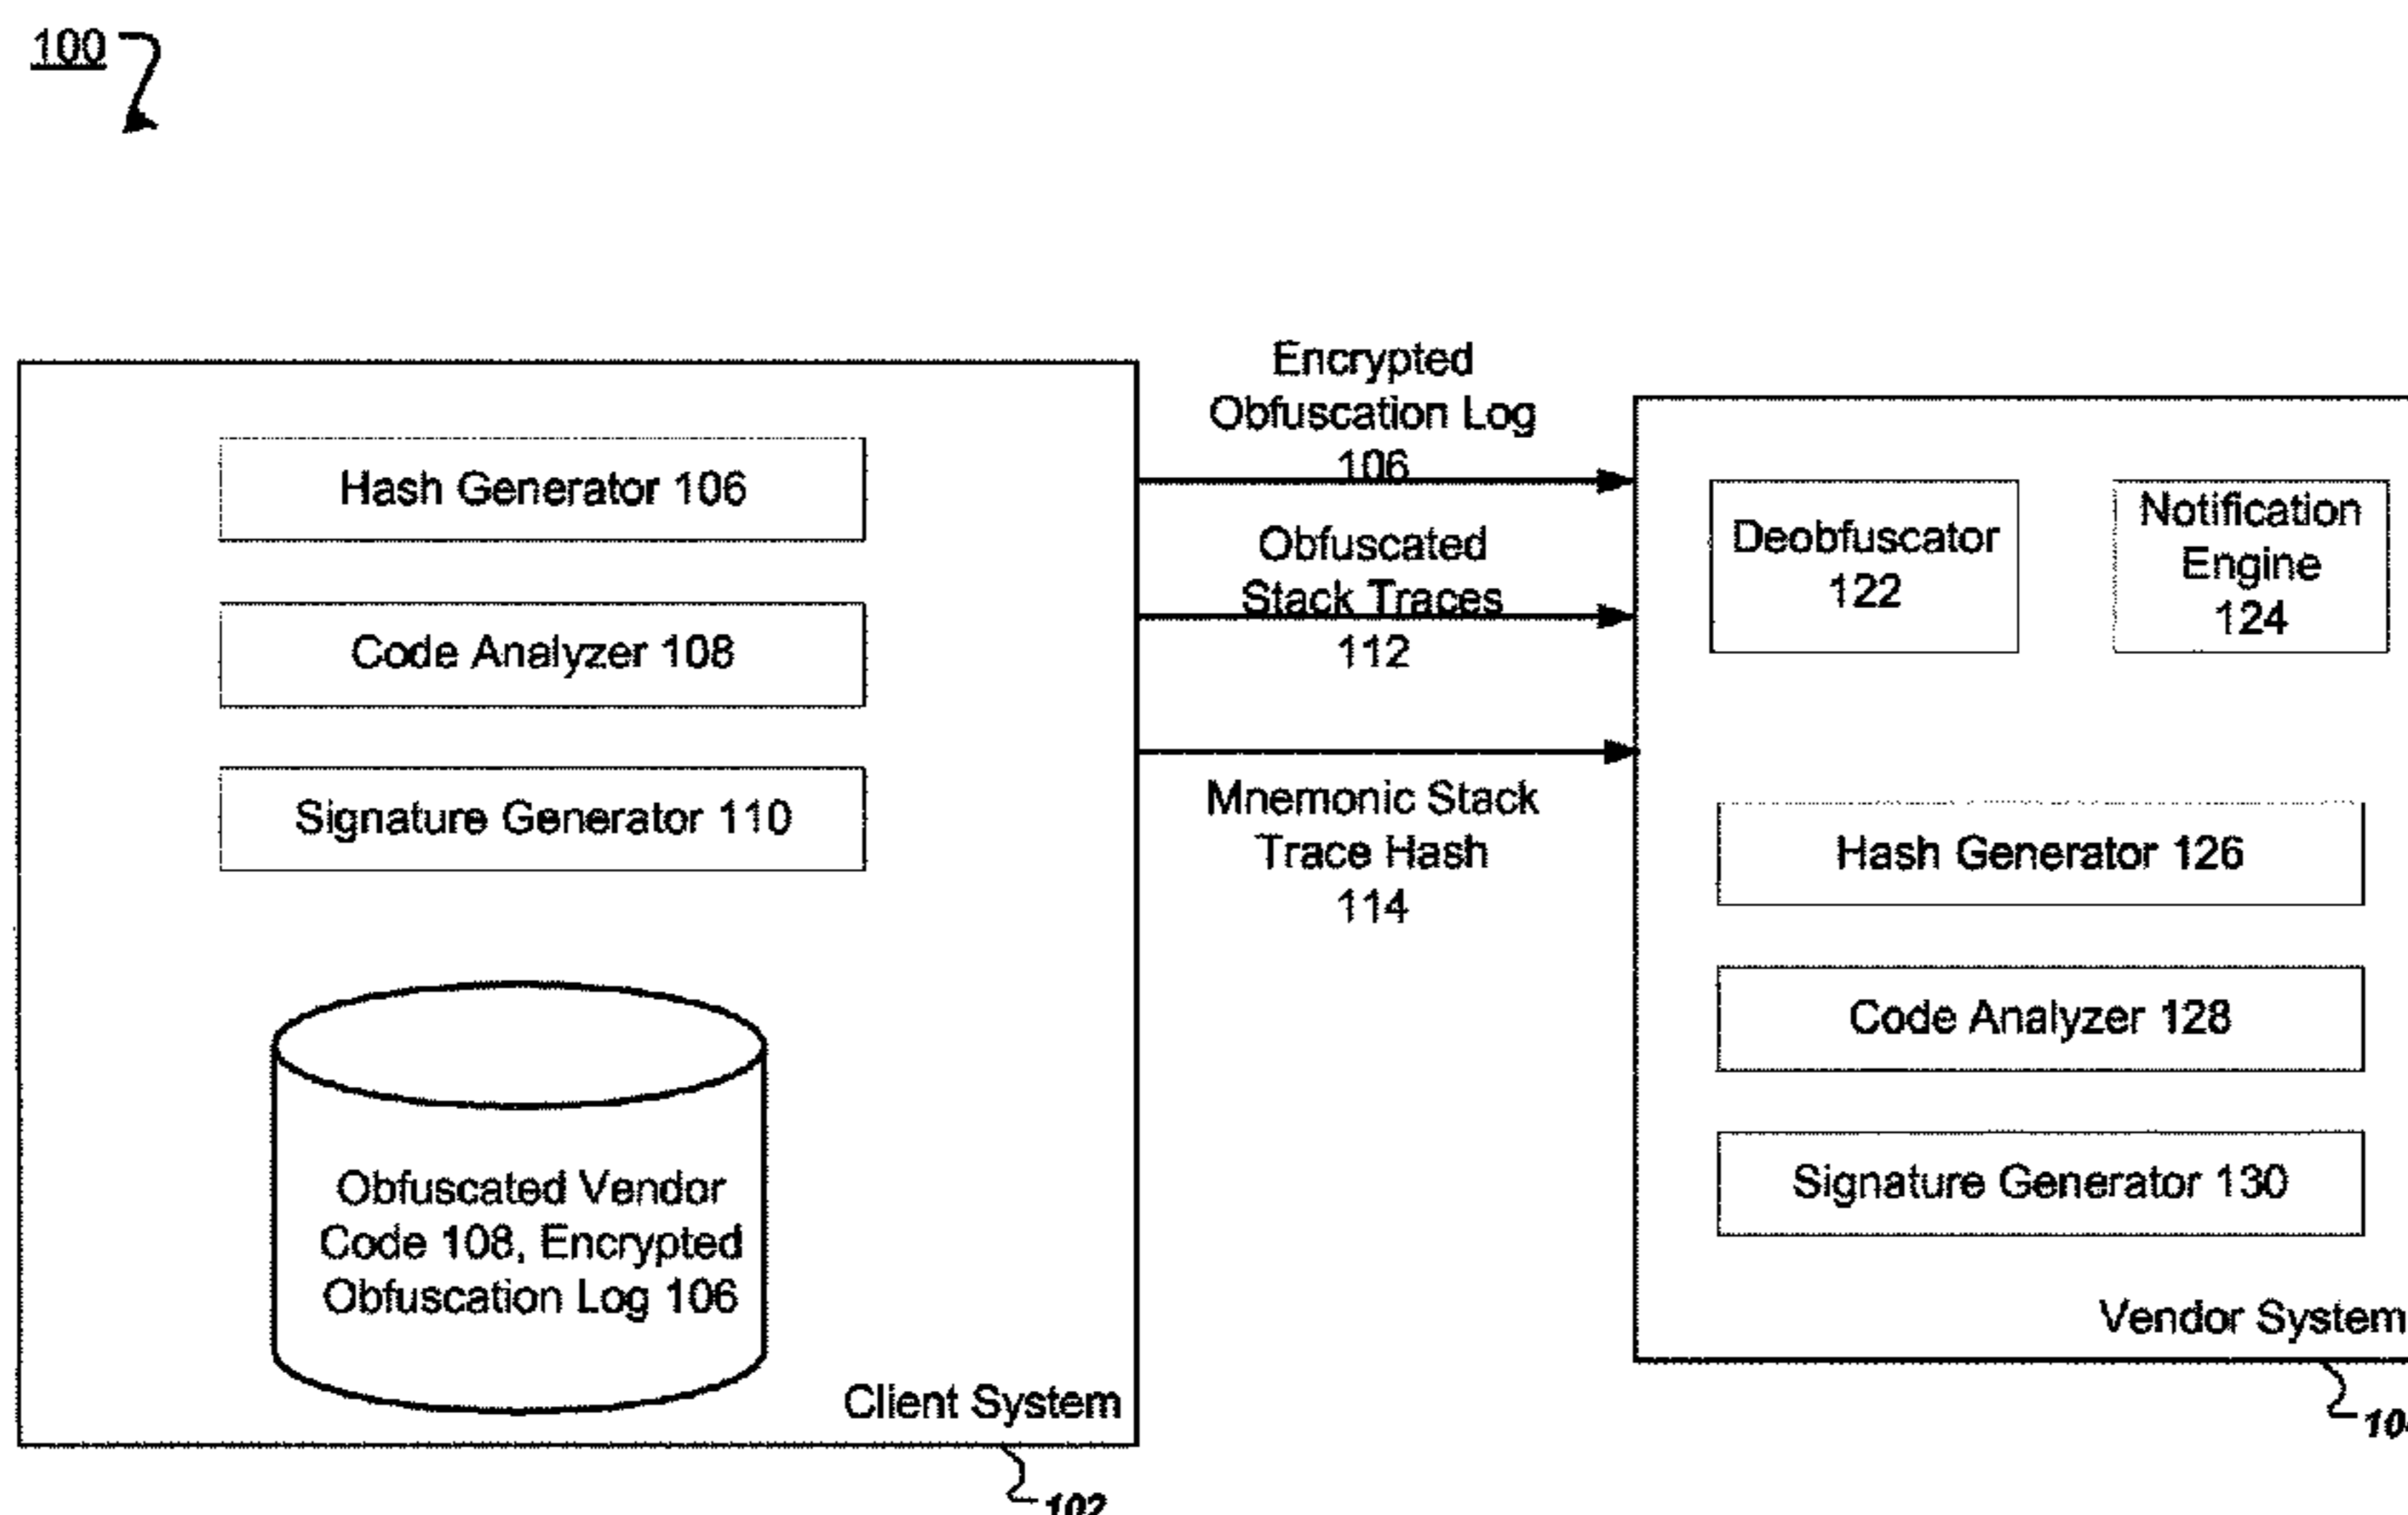 100
Hash Generator 106
Code Analyzer 108
Signature Generator 110
Obfuscated Vendor
Code 108, Encrypted
Obfuscation Log 106
Client System
102
Encrypted
Obfuscation Log
106
Obfuscated
Stack Traces
112
Mnemonic Stack
Trace Hash
114
Deobfuscator
122
Notification
Engine
124
Hash Generator 126
Code Analyzer 128
Signature Generator 130
Vendor System